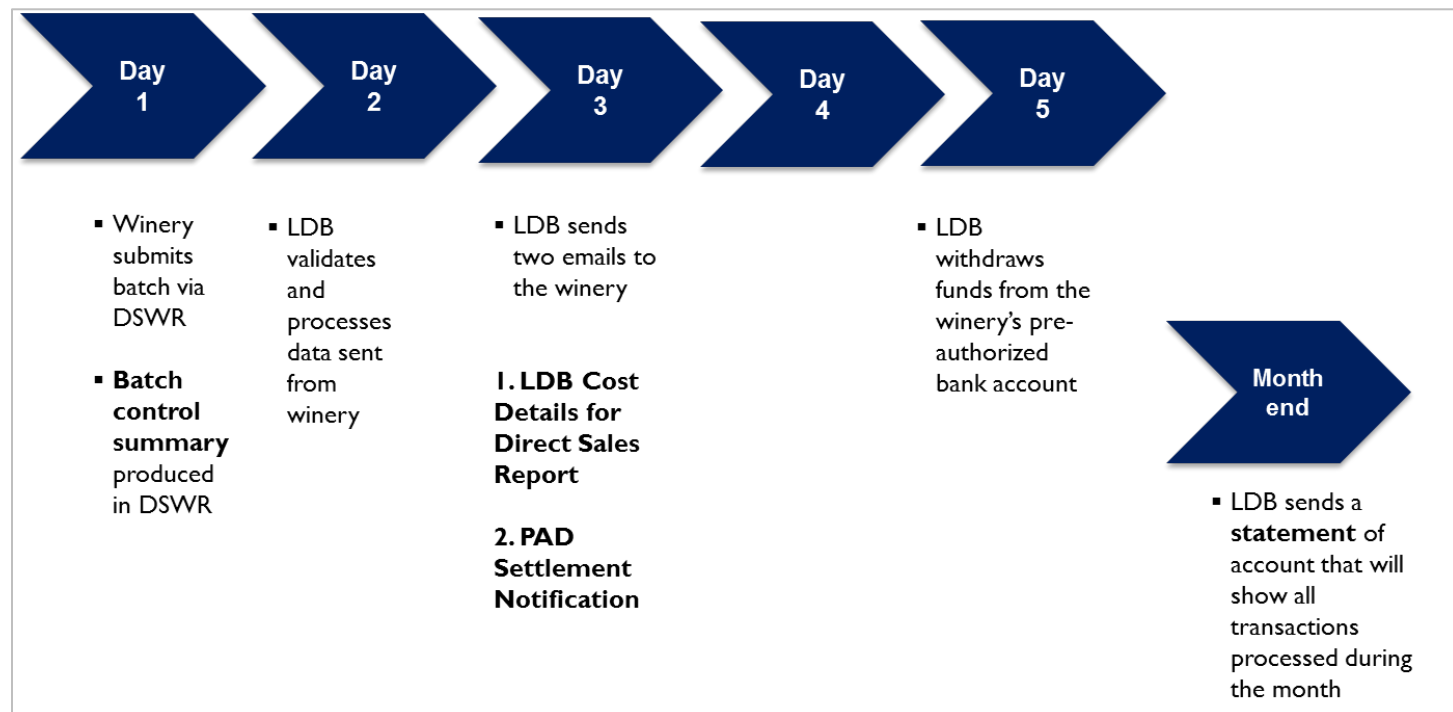 Day
1
Day
2
Day
3
Day
4
Day
5
▪ Winery
submits
batch via
DSWR
▪ Batch
control
summary
produced
in DSWR
▪ LDB
validates
and
processes
data sent
from
winery
▪ LDB sends
two emails to
the winery
1. LDB Cost
Details for
Direct Sales
Report
2. PAD
Settlement
Notification
▪ LDB
withdraws
funds from the
winery’s pre-
authorized
bank account
Month
end
▪ LDB sends a
statement of
account that will
show all
transactions
processed during
the month